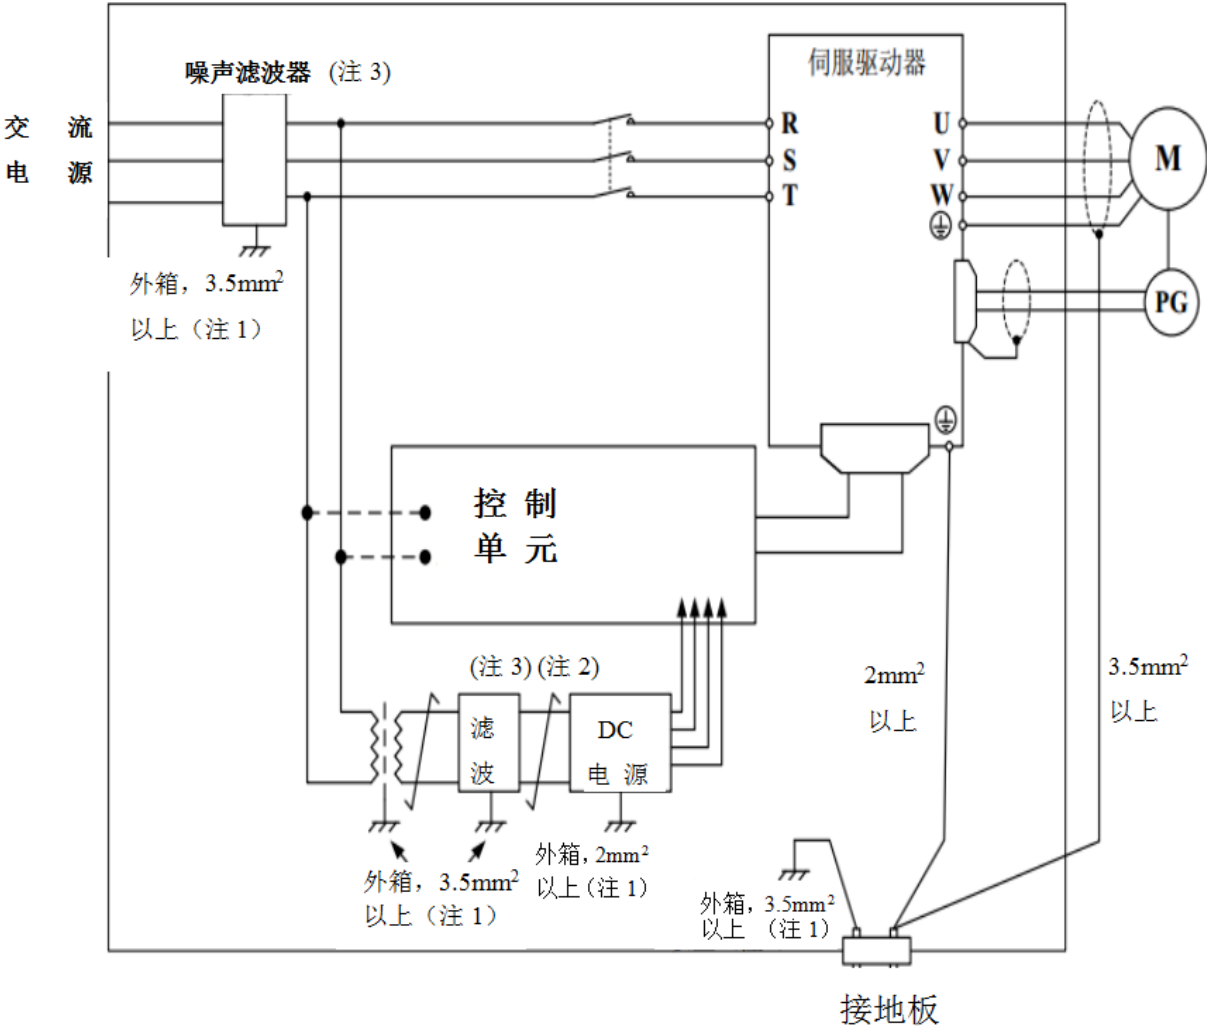 噪声滤波器 (注 3)
伺服驱动器
交 流
电 源
R
S
T
U
V
W
M
PG
外箱，3.5mm²
以上（注 1）
控 制
单 元
(注 3) (注 2)
滤
波
DC
电 源
2mm²
以上
3.5mm²
以上
外箱，3.5mm²
以上（注 1）
外箱，2mm²
以上（注 1）
外箱，3.5mm²
以上 （注 1）
接地板